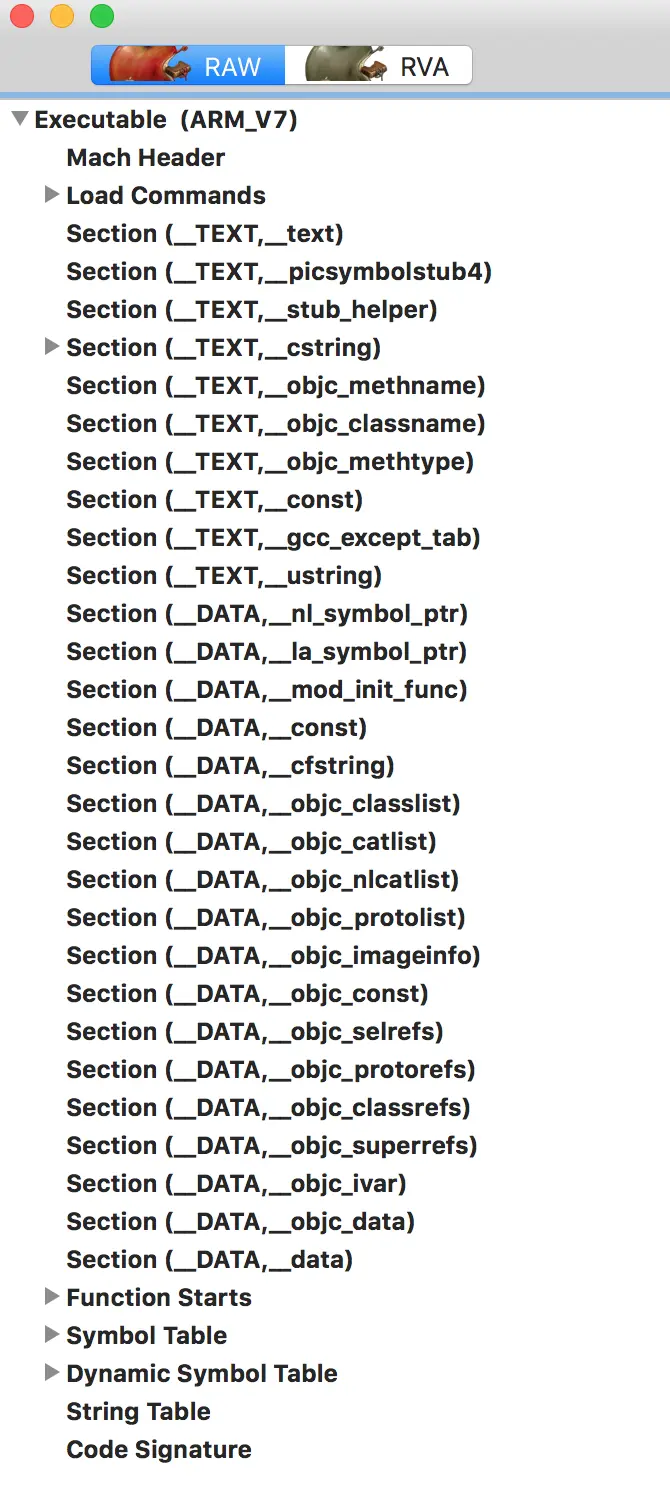 RAW RVA
Executable (ARM_V7)
Mach Header
Load Commands
Section (__TEXT,__text)
Section (__TEXT,__picsymbolstub4)
Section (__TEXT,__stub_helper)
Section (__TEXT,__cstring)
Section (__TEXT,__objc_methname)
Section (__TEXT,__objc_classname)
Section (__TEXT,__objc_methtype)
Section (__TEXT,__const)
Section (__TEXT,__gcc_except_tab)
Section (__TEXT,__ustring)
Section (__DATA,__nl_symbol_ptr)
Section (__DATA,__la_symbol_ptr)
Section (__DATA,__mod_init_func)
Section (__DATA,__const)
Section (__DATA,__cfstring)
Section (__DATA,__objc_classlist)
Section (__DATA,__objc_catlist)
Section (__DATA,__objc_nlcatlist)
Section (__DATA,__objc_protolist)
Section (__DATA,__objc_imageinfo)
Section (__DATA,__objc_const)
Section (__DATA,__objc_selrefs)
Section (__DATA,__objc_protorefs)
Section (__DATA,__objc_classrefs)
Section (__DATA,__objc_superrefs)
Section (__DATA,__objc_ivar)
Section (__DATA,__objc_data)
Section (__DATA,__data)
Function Starts
Symbol Table
Dynamic Symbol Table
String Table
Code Signature